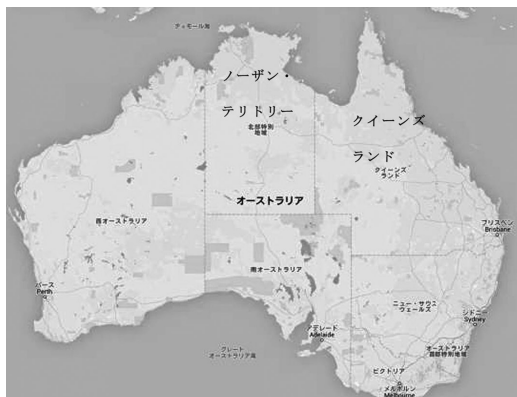 ティモール海
ノーザン・
テリトリー
北部特別
地域
クイーンズ
ランド
クイーンズ
ランド
オーストラリア
西オーストラリア
南オーストラリア
ブリスベン
Brisbane
パース
Perth
ニュー・サウス
ウェールズ
シドニー
Sydney
アデレード
Adelaide
グレート
オーストラリア湾
オーストラリア
首都特別地域
ビクトリア
メルボルン
Melbourne